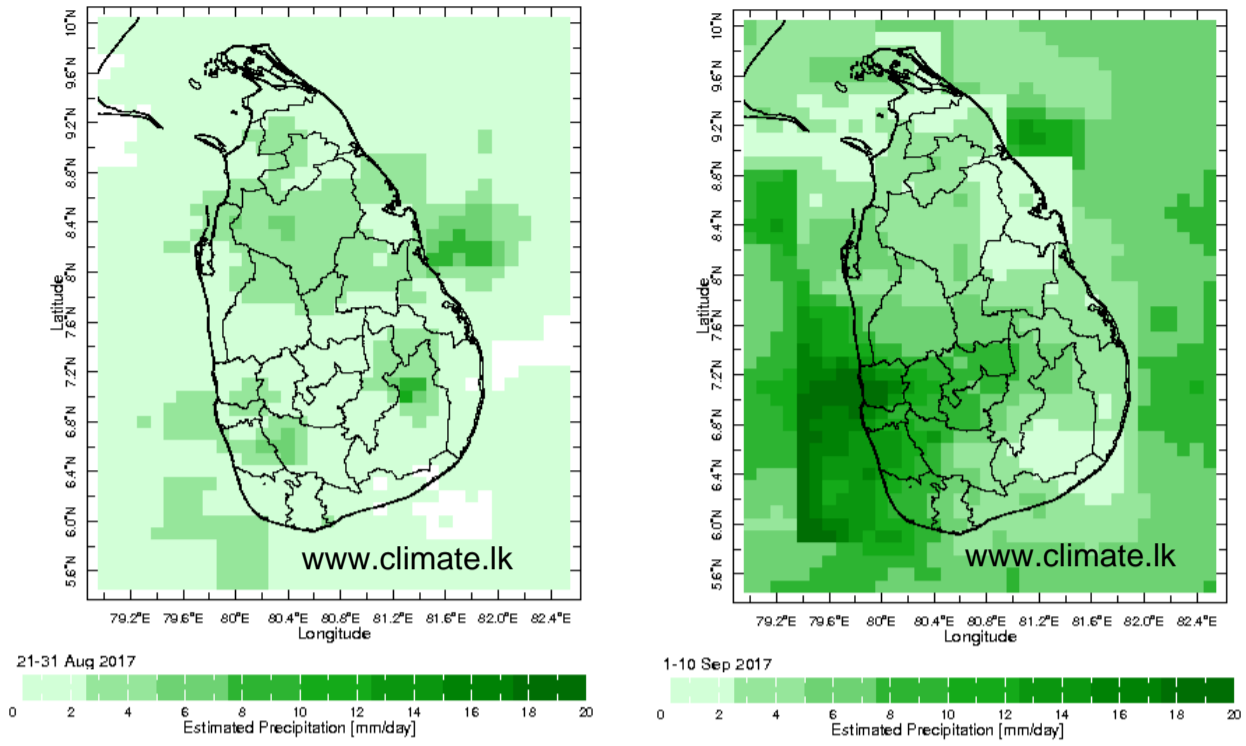 10°N
9.6°N
9.2°N
8.8°N
8.4°N
8°N
7.6°N
7.2°N
6.8°N
6.4°N
6.0°N
5.6°N
Latitude
www.climate.lk
79.2°E 79.6°E 80°E 80.4°E 80.8°E 81.2°E 81.6°E 82.0°E 82.4°E
Longitude
21-31 Aug 2017
0 2 4 6 8 10 12 14 16 18 20
Estimated Precipitation [mm/day]
10°N
9.6°N
9.2°N
8.8°N
8.4°N
8°N
7.6°N
7.2°N
6.8°N
6.4°N
6.0°N
5.6°N
Latitude
www.climate.lk
79.2°E 79.6°E 80°E 80.4°E 80.8°E 81.2°E 81.6°E 82.0°E 82.4°E
Longitude
1-10 Sep 2017
0 2 4 6 8 10 12 14 16 18 20
Estimated Precipitation [mm/day]